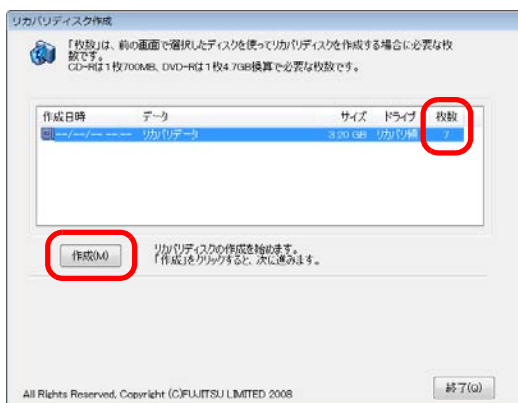 リカバリディスク作成
「枚数」は、前の画面で選択したディスクを使ってリカバリディスクを作成する場合に必要な枚
数です。
CD-Rは1枚700MB、DVD-Rは1枚4.7GB換算で必要な枚数です。
作成日時 データ サイズ ドライブ 枚数
--/--/-- --:-- リカバリデータ 3.20 GB リカバリ領 7
作成(M)
リカバリディスクの作成を始めます。
「作成」をクリックすると、次に進みます。
All Rights Reserved, Copyright (C)FUJITSU LIMITED 2008
終了(Q)